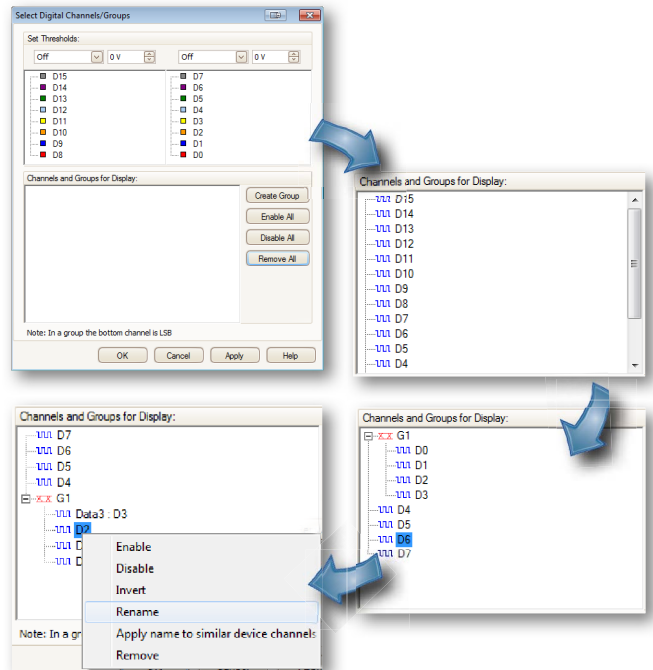 Select Digital Channels/Groups
Set Thresholds:
Off 0 V Off 0 V
D15 D7
D14 D6
D13 D5
D12 D4
D11 D3
D10 D2
D9 D1
D8 D0
Channels and Groups for Display:
Create Group
Enable All
Disable All
Remove All
Note: In a group the bottom channel is LSB
OK Cancel Apply Help
Channels and Groups for Display:
D15
D14
D13
D12
D11
D10
D9
D8
D7
D6
D5
D4
Channels and Groups for Display:
G1
D0
D1
D2
D3
D4
D5
D6
D7
Channels and Groups for Display:
D7
D6
D5
D4
G1
Data3 : D3
D2
Enable
Disable
Invert
Rename
Apply name to similar device channels
Remove
Note: In a gr